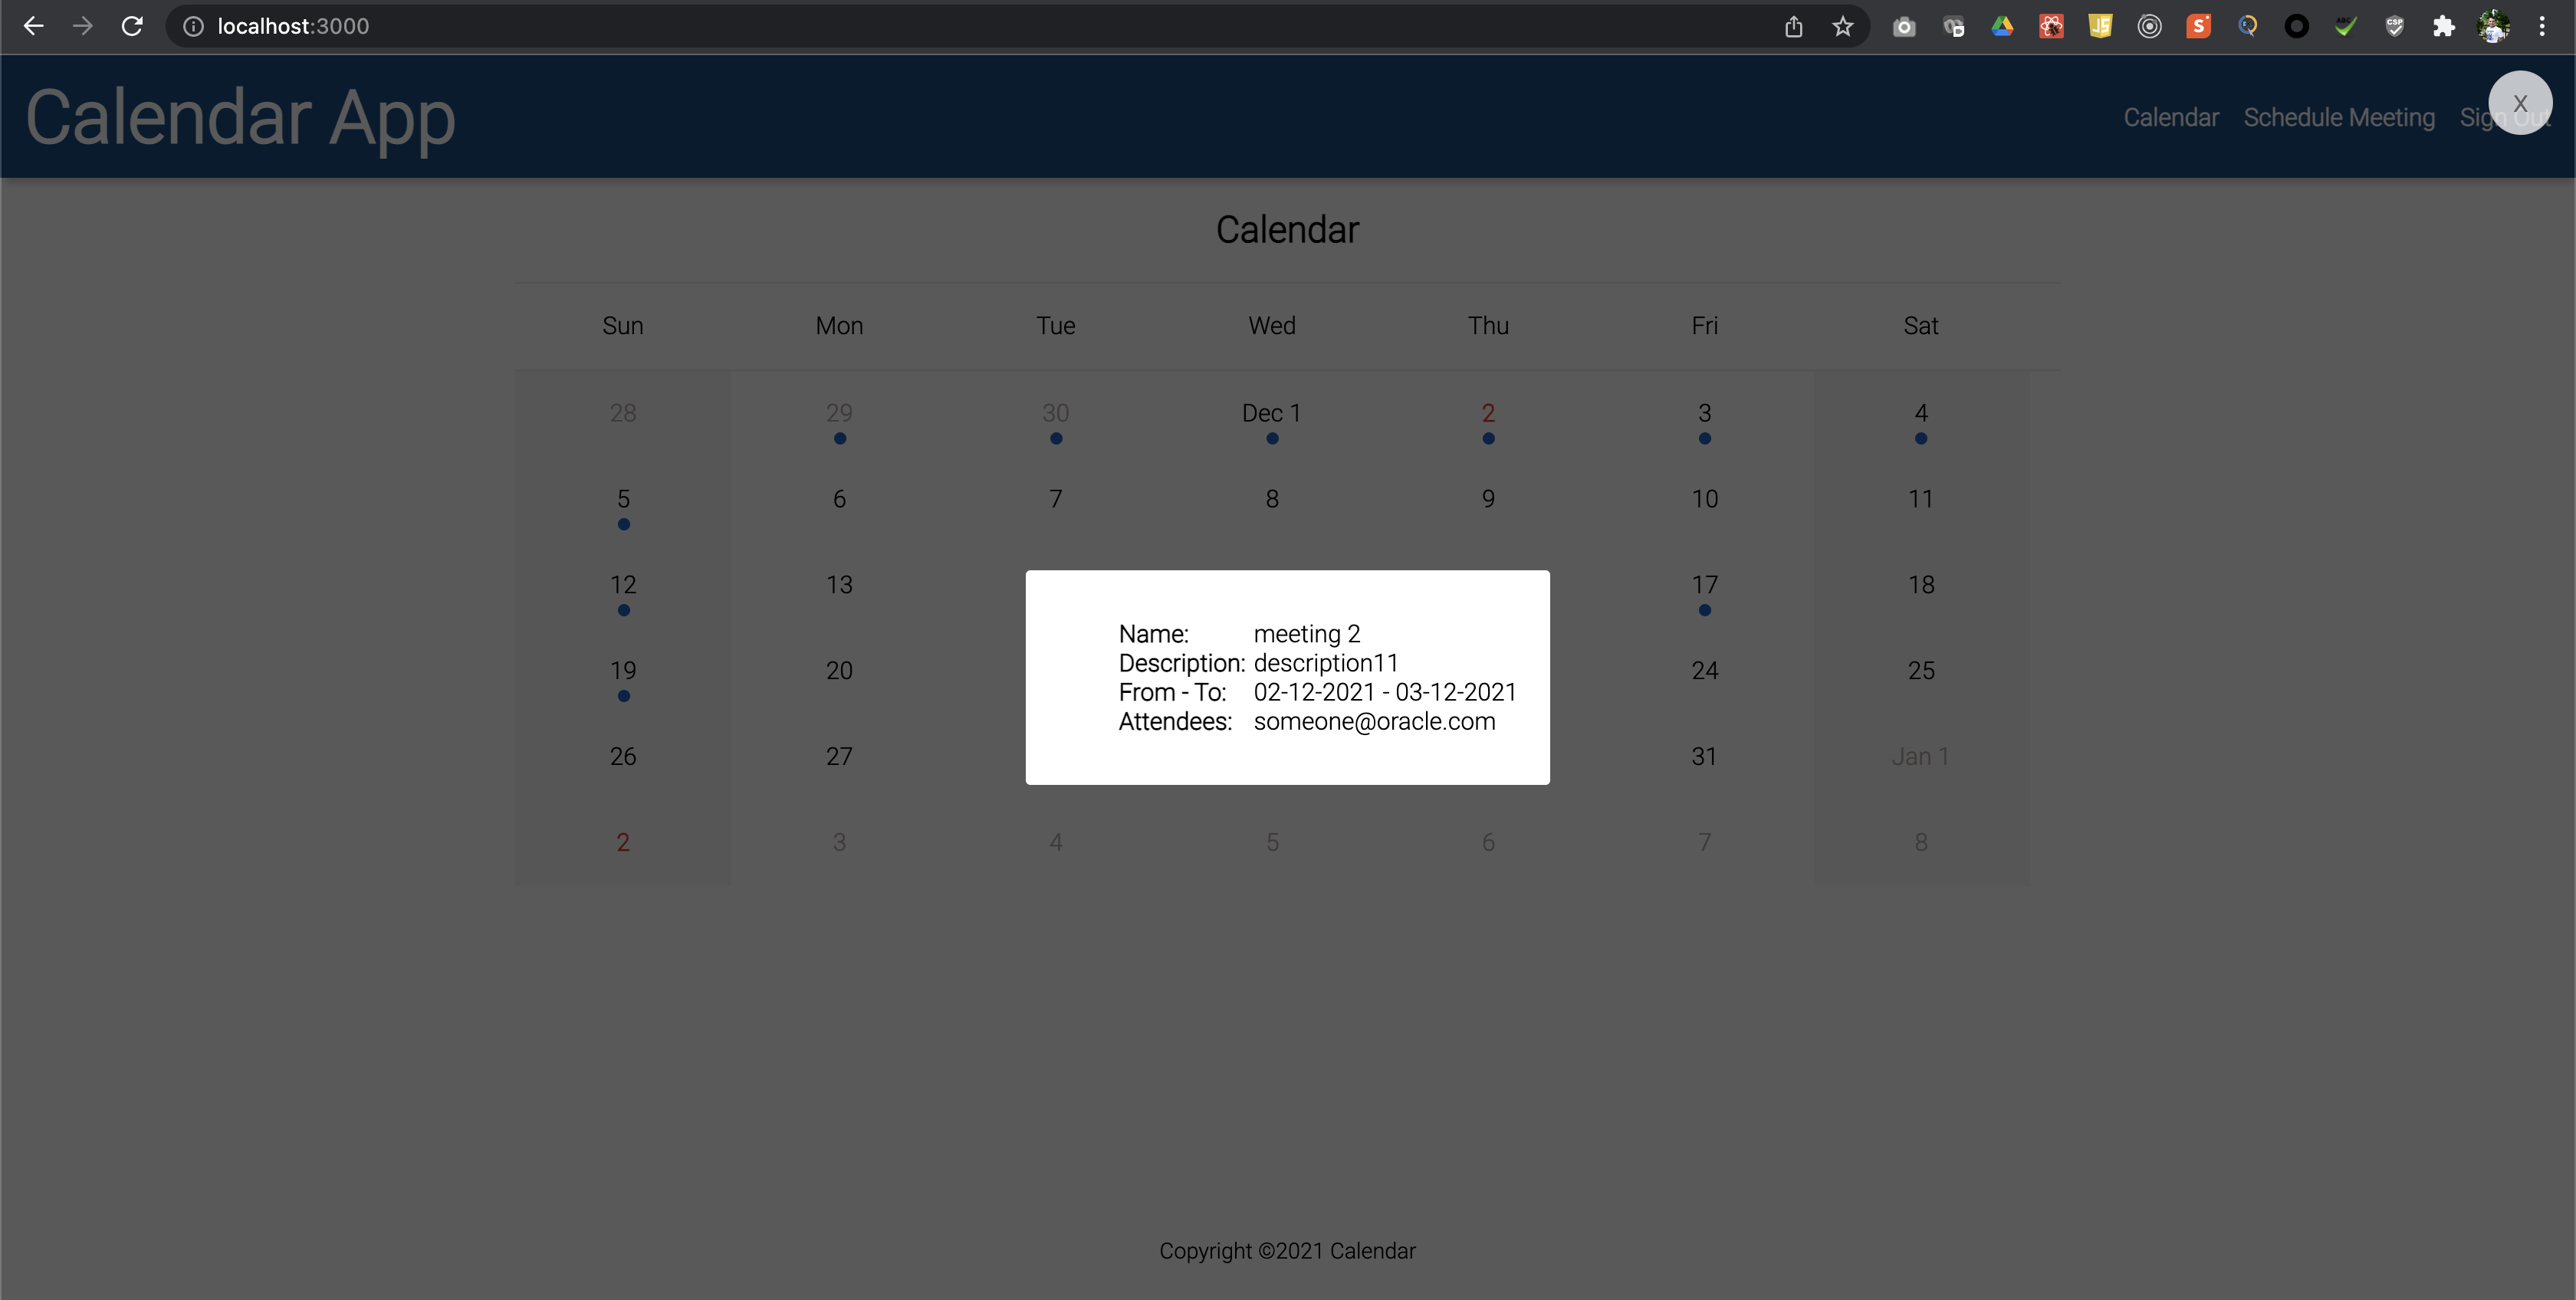 localhost:3000
Calendar App
Calendar Schedule Meeting Sign Out
X
Calendar
Sun Mon Tue Wed Thu Fri Sat
28 29 30 Dec 1 2 3 4
5 6 7 8 9 10 11
12 13 17 18
Name: meeting 2
Description: description11
From - To: 02-12-2021 - 03-12-2021
Attendees: someone@oracle.com
19 20 24 25
26 27 31 Jan 1
2 3 4 5 6 7 8
Copyright ©2021 Calendar